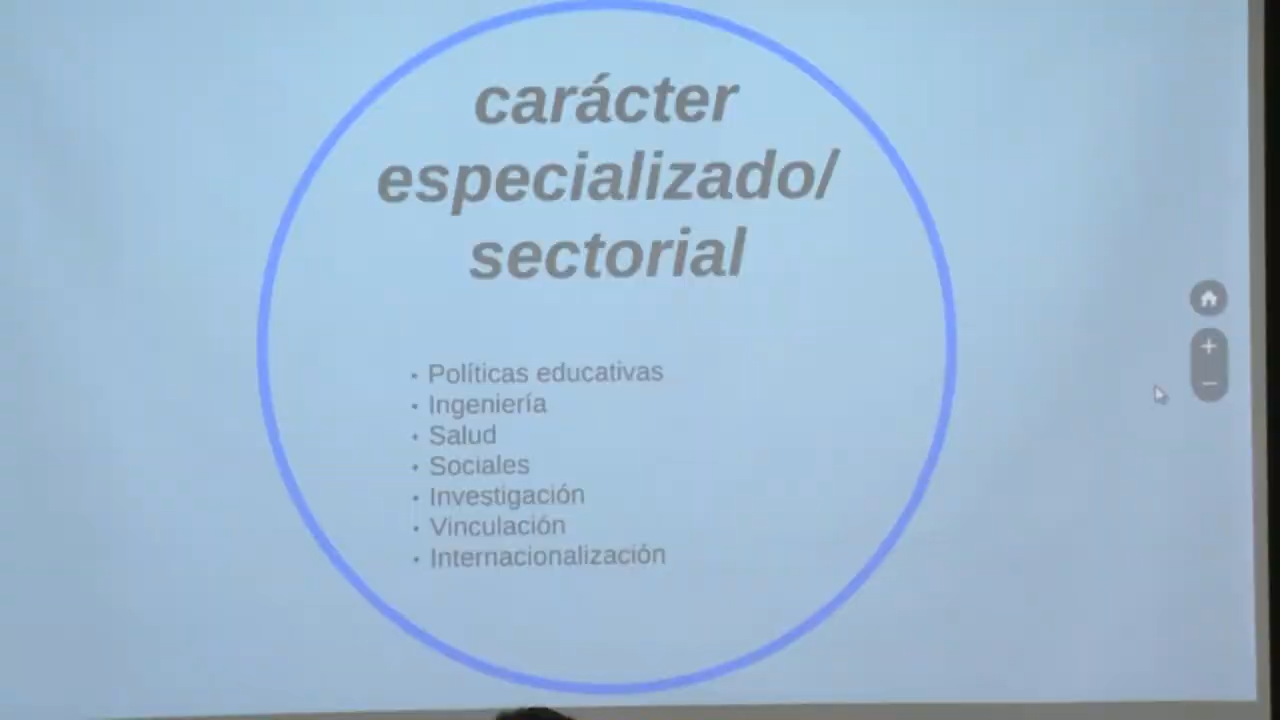 carácter
especializado/
sectorial
• Políticas educativas
• Ingeniería
• Salud
• Sociales
• Investigación
• Vinculación
• Internacionalización